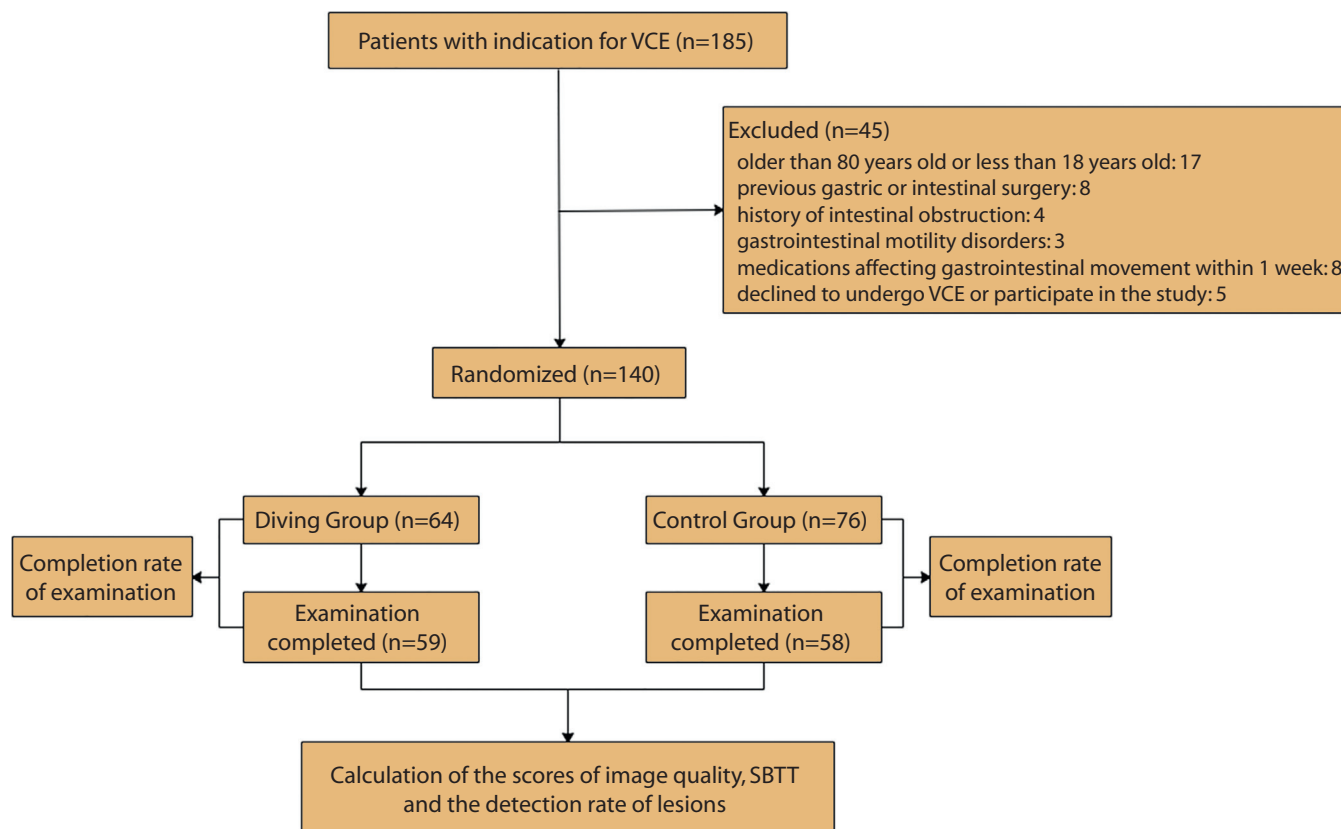 Patients with indication for VCE (n=185)
Excluded (n=45)
older than 80 years old or less than 18 years old: 17
previous gastric or intestinal surgery: 8
history of intestinal obstruction: 4
gastrointestinal motility disorders: 3
medications affecting gastrointestinal movement within 1 week: 8
declined to undergo VCE or participate in the study: 5
Randomized (n=140)
Diving Group (n=64)
Control Group (n=76)
Completion rate
of examination
Examination
completed (n=59)
Examination
completed (n=58)
Completion rate
of examination
Calculation of the scores of image quality, SBTT
and the detection rate of lesions